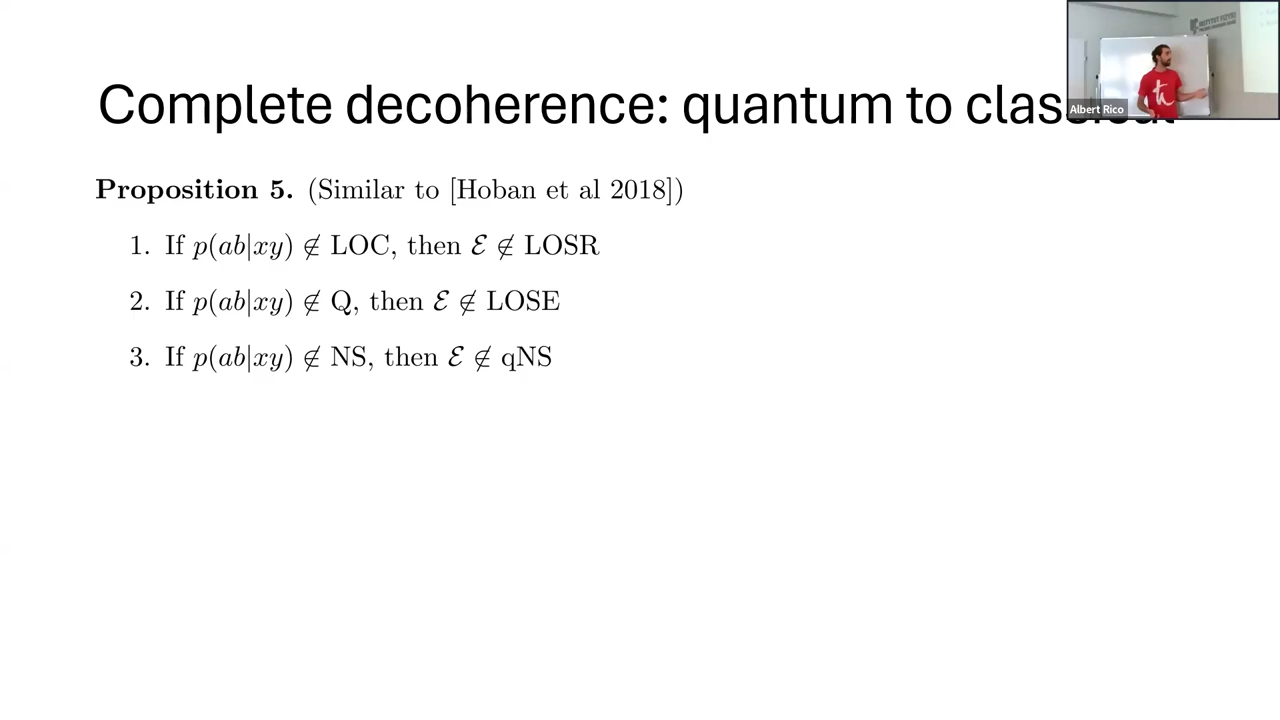 Complete decoherence: quantum to classical
Albert Rico
Proposition 5. (Similar to [Hoban et al 2018])
1. If p(ab|xy) ∉ LOC, then ℰ ∉ LOSR
2. If p(ab|xy) ∉ Q, then ℰ ∉ LOSE
3. If p(ab|xy) ∉ NS, then ℰ ∉ qNS